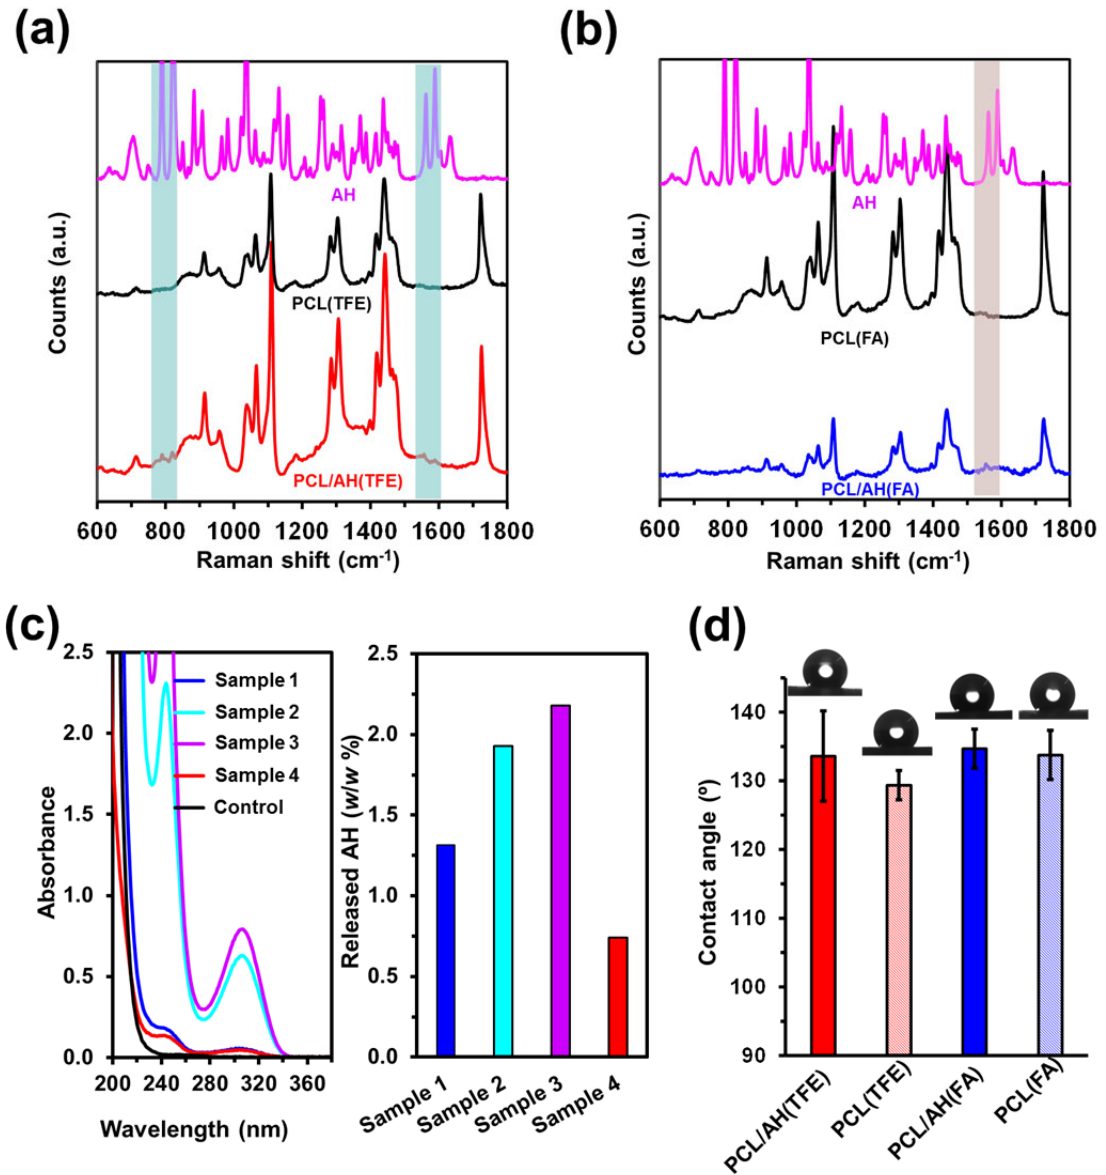 (a)
(b)
Counts (a.u.)
AH
PCL(TFE)
PCL/AH(TFE)
600 800 1000 1200 1400 1600 1800
Raman shift (cm-1)
Counts (a.u.)
AH
PCL(FA)
PCL/AH(FA)
600 800 1000 1200 1400 1600 1800
Raman shift (cm-1)
(c)
(d)
Absorbance
2.5
2.0
1.5
1.0
0.5
0.0
Sample 1
Sample 2
Sample 3
Sample 4
Control
200 240 280 320 360
Wavelength (nm)
Released AH (w/w %)
2.5
2.0
1.5
1.0
0.5
0.0
Sample 1
Sample 2
Sample 3
Sample 4
Contact angle (º)
140
130
120
110
100
90
PCL/AH(TFE)
PCL(TFE)
PCL/AH(FA)
PCL(FA)